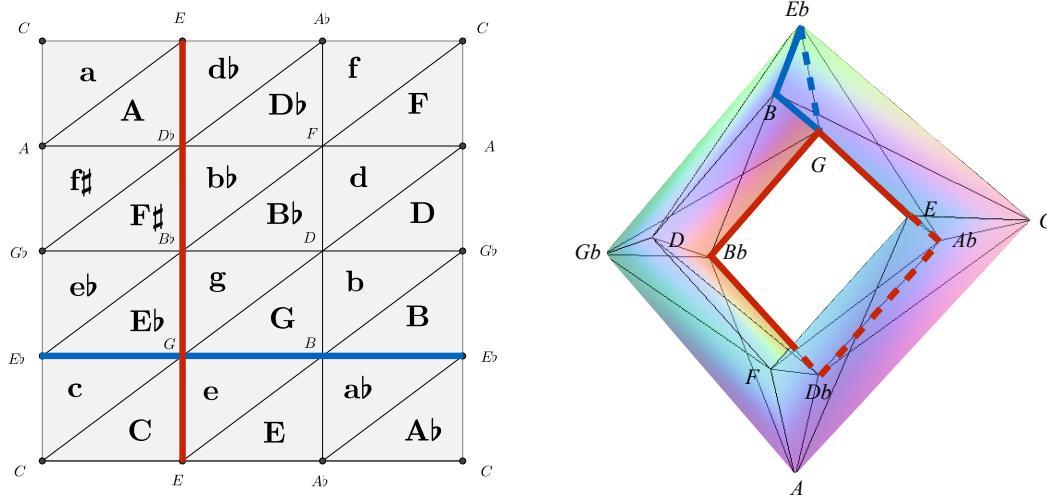 C E A♭ C
a d♭ f
A D♭ F
A D♭ F A
f♯ b♭ d
F♯ B♭ D
G♭ B♭ D G♭
e♭ g b
E♭ G B
E♭ G B E♭
c e a♭
C E A♭
C E A♭ C
Eb
B
G
E
C
D
Ab
Gb
Bb
F
Db
A